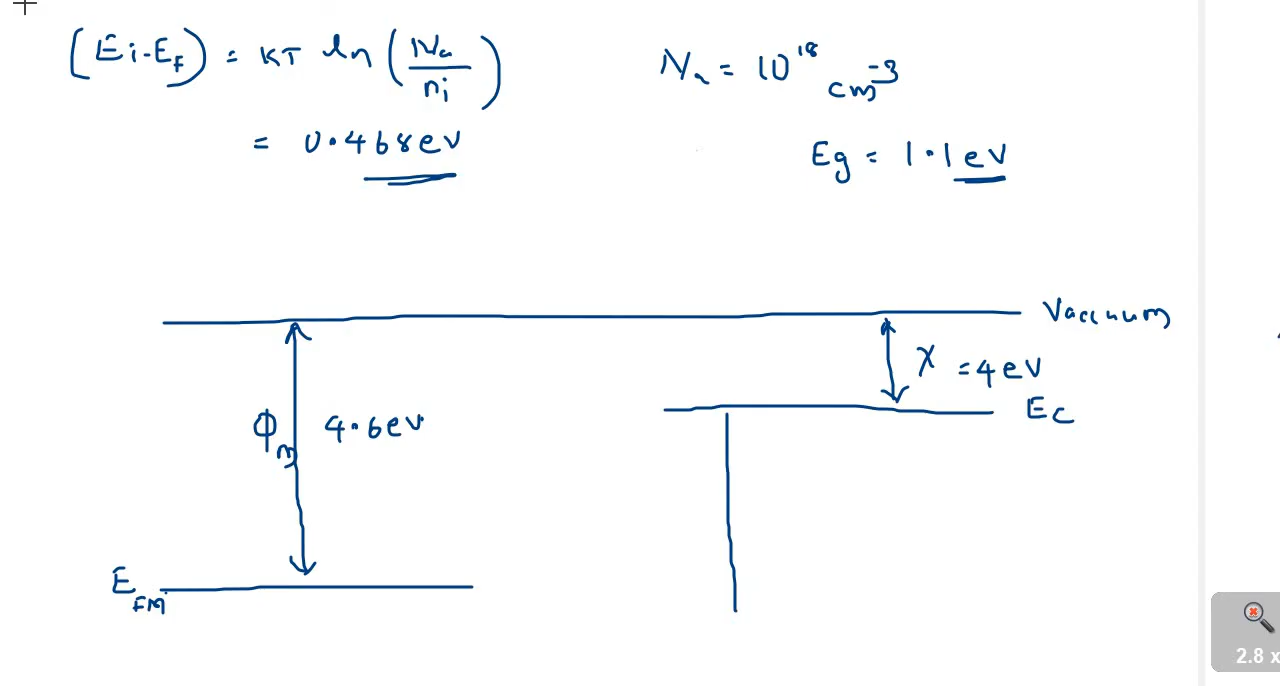 (Ei-EF) = KT ln (Na/ni)
= 0.468eV
Na = 10^18 cm^-3
Eg = 1.1eV
Vaccuum
χ = 4eV
Ec
ϕm 4.6eV
EFM
2.8 x